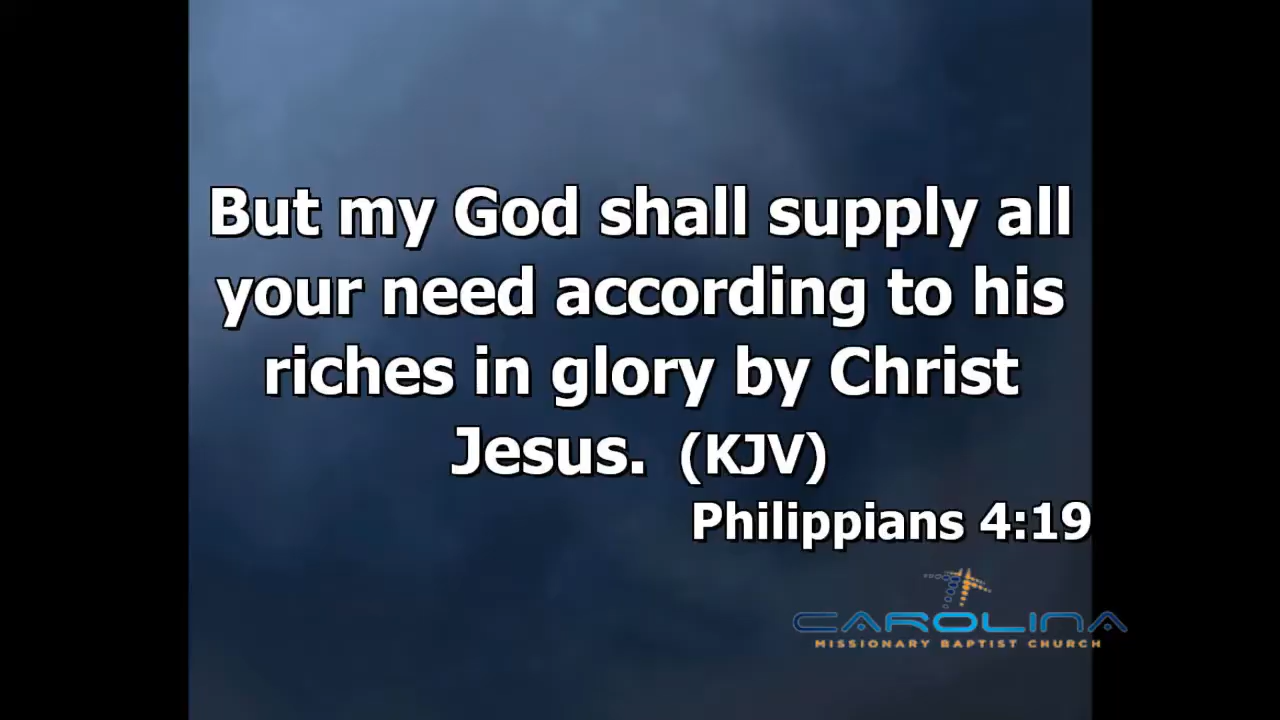 But my God shall supply all
your need according to his
riches in glory by Christ
Jesus. (KJV)
Philippians 4:19
CAROLINA
MISSIONARY BAPTIST CHURCH